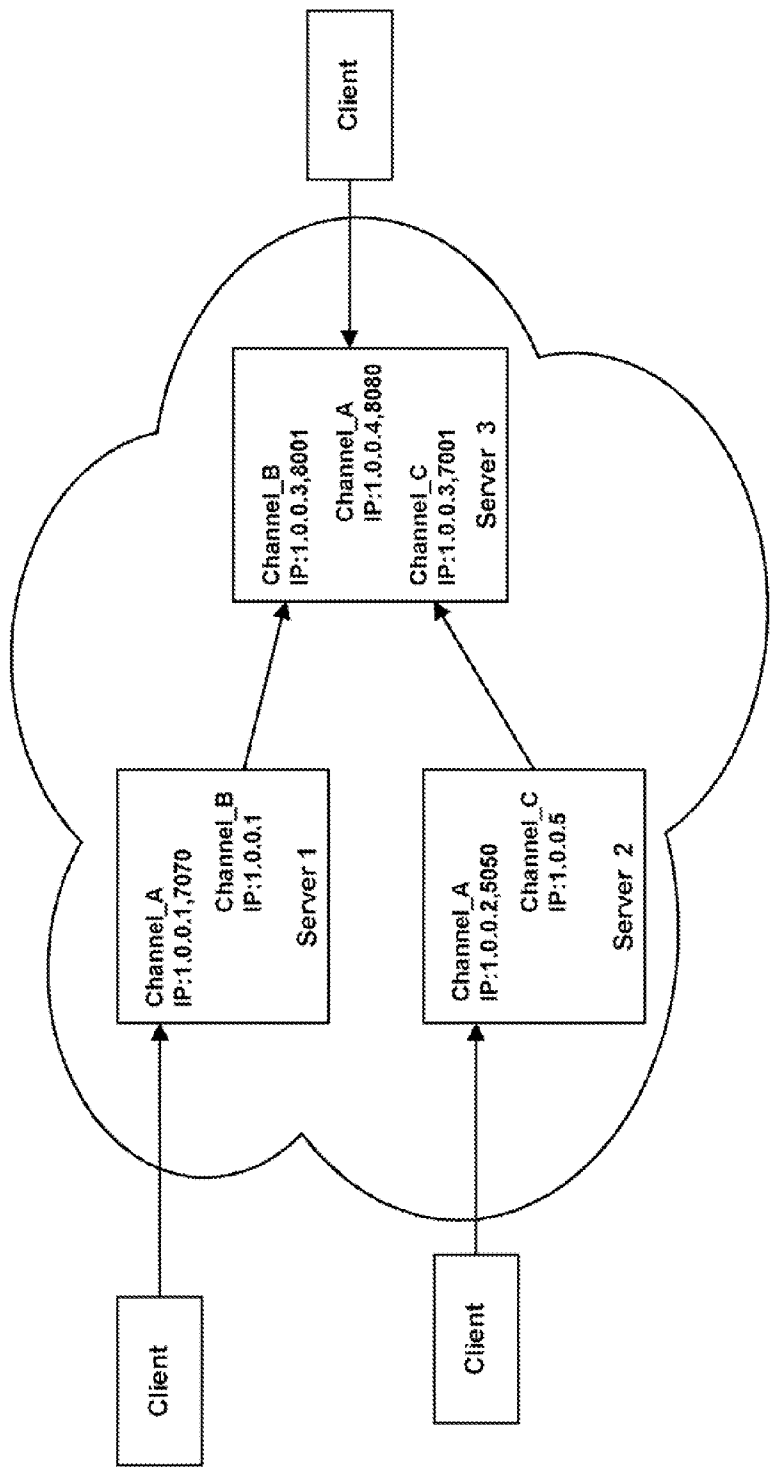 Client
Channel_A
IP:1.0.0.1,7070
Channel_B
IP:1.0.0.1
Server 1
Channel_B
IP:1.0.0.3,8001
Channel_A
IP:1.0.0.4,8080
Channel_C
IP:1.0.0.3,7001
Server 3
Client
Client
Channel_A
IP:1.0.0.2,5050
Channel_C
IP:1.0.0.5
Server 2